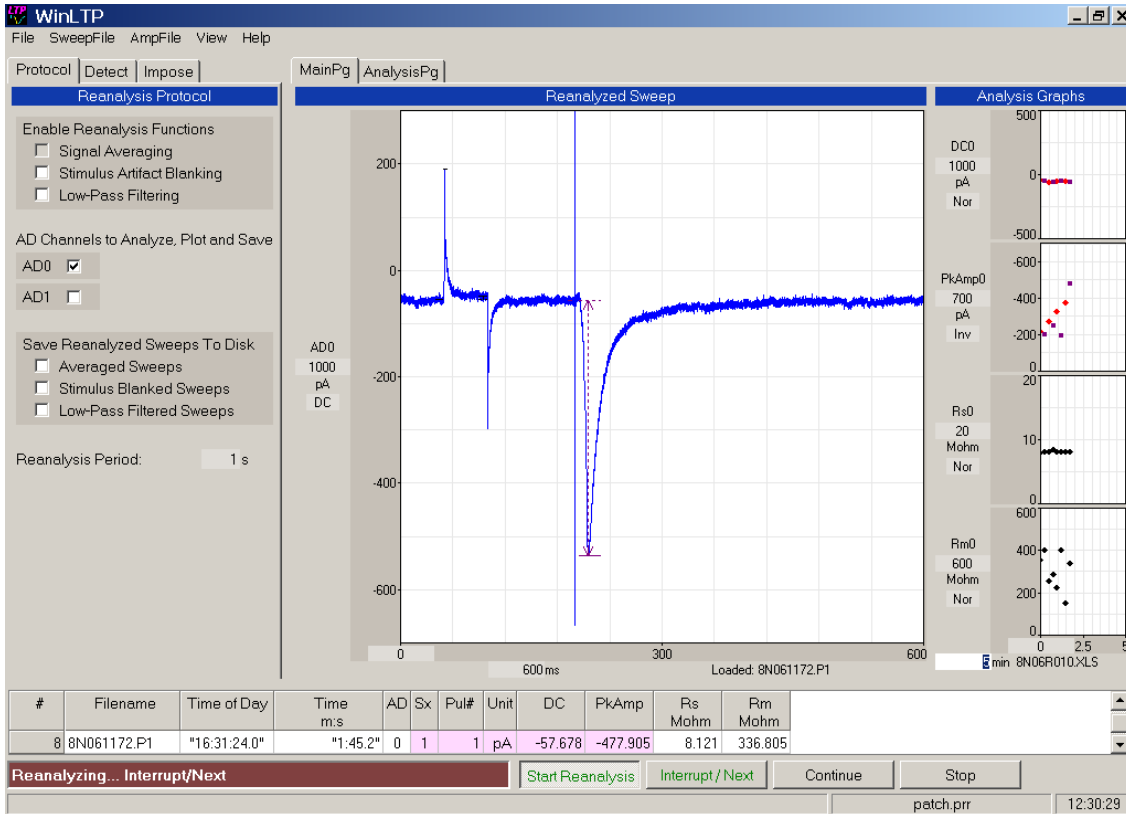 LTP WinLTP
File SweepFile AmpFile View Help
Protocol Detect Impose MainPg AnalysisPg
Reanalysis Protocol
Enable Reanalysis Functions
Signal Averaging
Stimulus Artifact Blanking
Low-Pass Filtering
AD Channels to Analyze, Plot and Save
AD0
AD1
Save Reanalyzed Sweeps To Disk
Averaged Sweeps
Stimulus Blanked Sweeps
Low-Pass Filtered Sweeps
Reanalysis Period: 1 s
Reanalyzed Sweep
AD0
1000
pA
DC
200
0
-200
-400
-600
0 300 600
600 ms Loaded: 8N061172.P1
Analysis Graphs
DC0
1000
pA
Nor
500
0
-500
PkAmp0
700
pA
Inv
-600
-400
-200
0
Rs0
20
Mohm
Nor
20
10
0
Rm0
600
Mohm
Nor
600
400
200
0
0 2.5 5
5 min 8N06R010.XLS
# Filename Time of Day Time m:s AD Sx Pul# Unit DC PkAmp Rs Mohm Rm Mohm
8 8N061172.P1 "16:31:24.0" "1:45.2" 0 1 1 pA -57.678 -477.905 8.121 336.805
Reanalyzing... Interrupt/Next Start Reanalysis Interrupt / Next Continue Stop
patch.prr 12:30:29